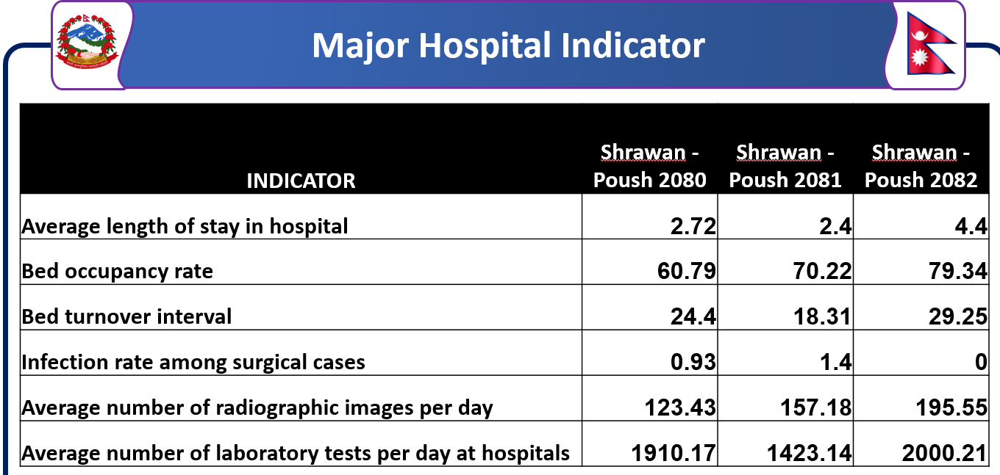 Major Hospital Indicator
INDICATOR
Shrawan -
Poush 2080
Shrawan -
Poush 2081
Shrawan -
Poush 2082
Average length of stay in hospital 2.72 2.4 4.4
Bed occupancy rate 60.79 70.22 79.34
Bed turnover interval 24.4 18.31 29.25
Infection rate among surgical cases 0.93 1.4 0
Average number of radiographic images per day 123.43 157.18 195.55
Average number of laboratory tests per day at hospitals 1910.17 1423.14 2000.21